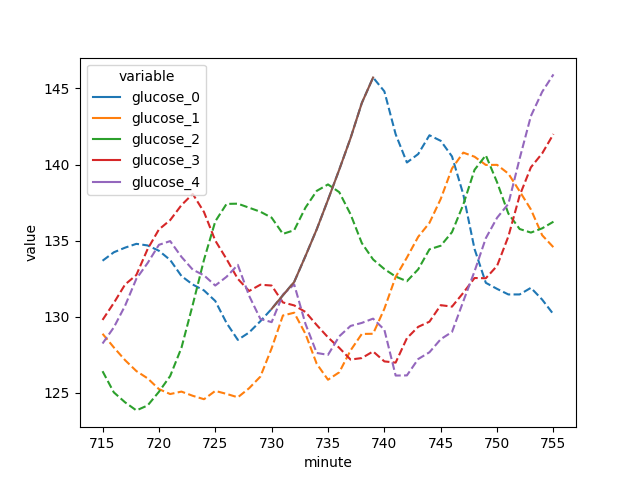 variable
glucose_0
glucose_1
glucose_2
glucose_3
glucose_4
value
145
140
135
130
125
715 720 725 730 735 740 745 750 755
minute